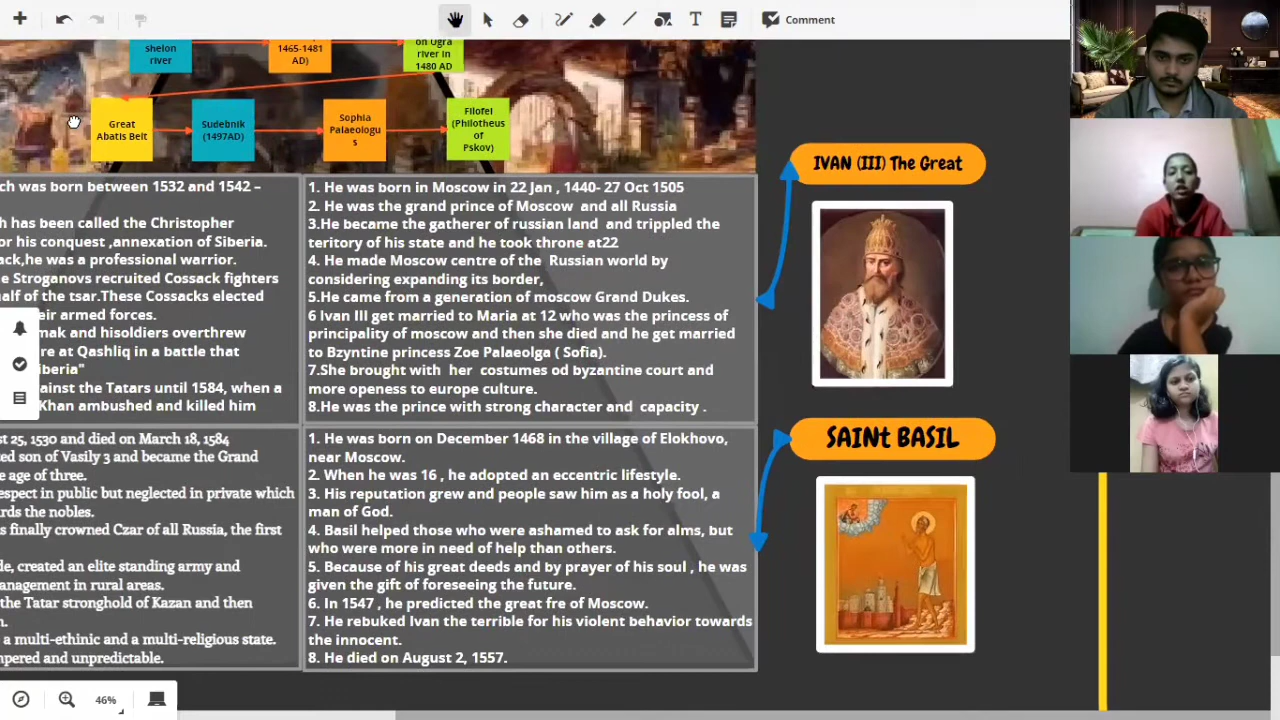 Comment
shelon
river
1465-1481
AD)
on Ugra
river in
1480 AD
Great
Abatis Belt
Sudebnik
(1497AD)
Sophia
Palaeologu
s
Filofel
(Philotheus
of
Pskov)
IVAN (III) The Great
ch was born between 1532 and 1542 –
h has been called the Christopher
or his conquest ,annexation of Siberia.
ack,he was a professional warrior.
e Stroganovs recruited Cossack fighters
alf of the tsar.These Cossacks elected
eir armed forces.
mak and hisoldiers overthrew
re at Qashliq in a battle that
iberia"
ainst the Tatars until 1584, when a
Khan ambushed and killed him
1. He was born in Moscow in 22 Jan , 1440- 27 Oct 1505
2. He was the grand prince of Moscow and all Russia
3.He became the gatherer of russian land and trippled the
teritory of his state and he took throne at22
4. He made Moscow centre of the Russian world by
considering expanding its border,
5.He came from a generation of moscow Grand Dukes.
6 Ivan III get married to Maria at 12 who was the princess of
principality of moscow and then she died and he get married
to Bzyntine princess Zoe Palaeolga ( Sofia).
7.She brought with her costumes od byzantine court and
more openess to europe culture.
8.He was the prince with strong character and capacity .
SAINt BASIL
st 25, 1530 and died on March 18, 1584
ted son of Vasily 3 and became the Grand
e age of three.
espect in public but neglected in private which
rds the nobles.
s finally crowned Czar of all Russia, the first
de, created an elite standing army and
anagement in rural areas.
the Tatar stronghold of Kazan and then
n.
a multi-ethinic and a multi-religious state.
mpered and unpredictable.
1. He was born on December 1468 in the village of Elokhovo,
near Moscow.
2. When he was 16 , he adopted an eccentric lifestyle.
3. His reputation grew and people saw him as a holy fool, a
man of God.
4. Basil helped those who were ashamed to ask for alms, but
who were more in need of help than others.
5. Because of his great deeds and by prayer of his soul , he was
given the gift of foreseeing the future.
6. In 1547 , he predicted the great fre of Moscow.
7. He rebuked Ivan the terrible for his violent behavior towards
the innocent.
8. He died on August 2, 1557.
46%